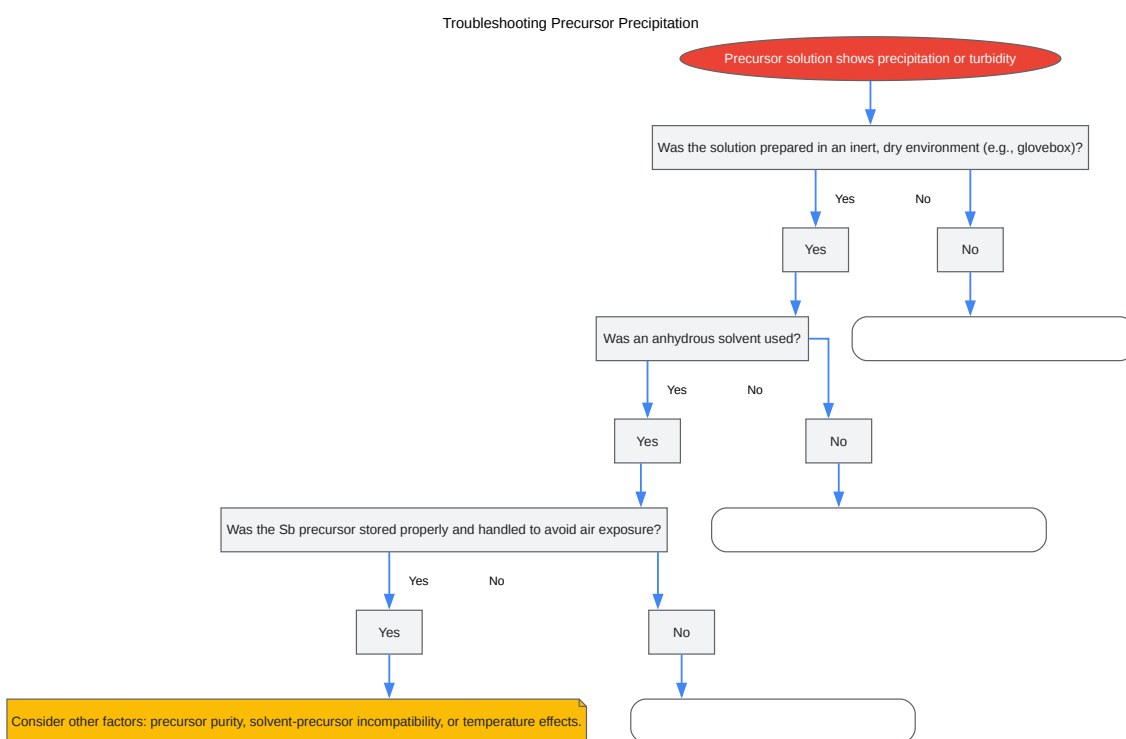 Troubleshooting Precursor Precipitation
Precursor solution shows precipitation or turbidity
Was the solution prepared in an inert, dry environment (e.g., glovebox)?
Yes
No
Yes
No
Was an anhydrous solvent used?
Yes
No
Yes
No
Was the Sb precursor stored properly and handled to avoid air exposure?
Yes
No
Yes
No
Consider other factors: precursor purity, solvent-precursor incompatibility, or temperature effects.